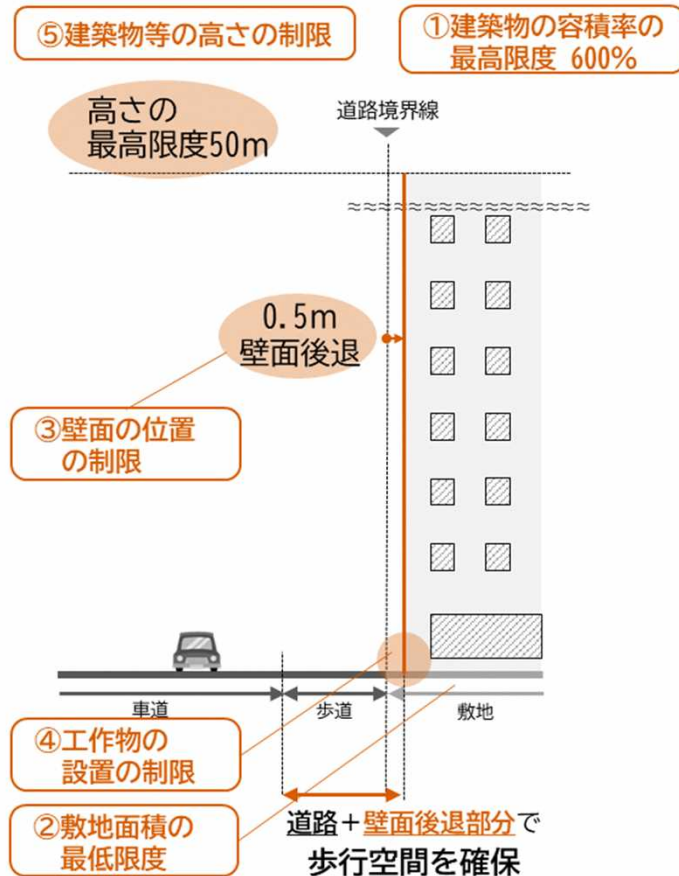 ⑤建築物等の高さの制限
①建築物の容積率の
最高限度 600%
高さの
最高限度50m
道路境界線
0.5m
壁面後退
③壁面の位置
の制限
車道
歩道
敷地
④工作物の
設置の制限
②敷地面積の
最低限度
道路+壁面後退部分で
歩行空間を確保